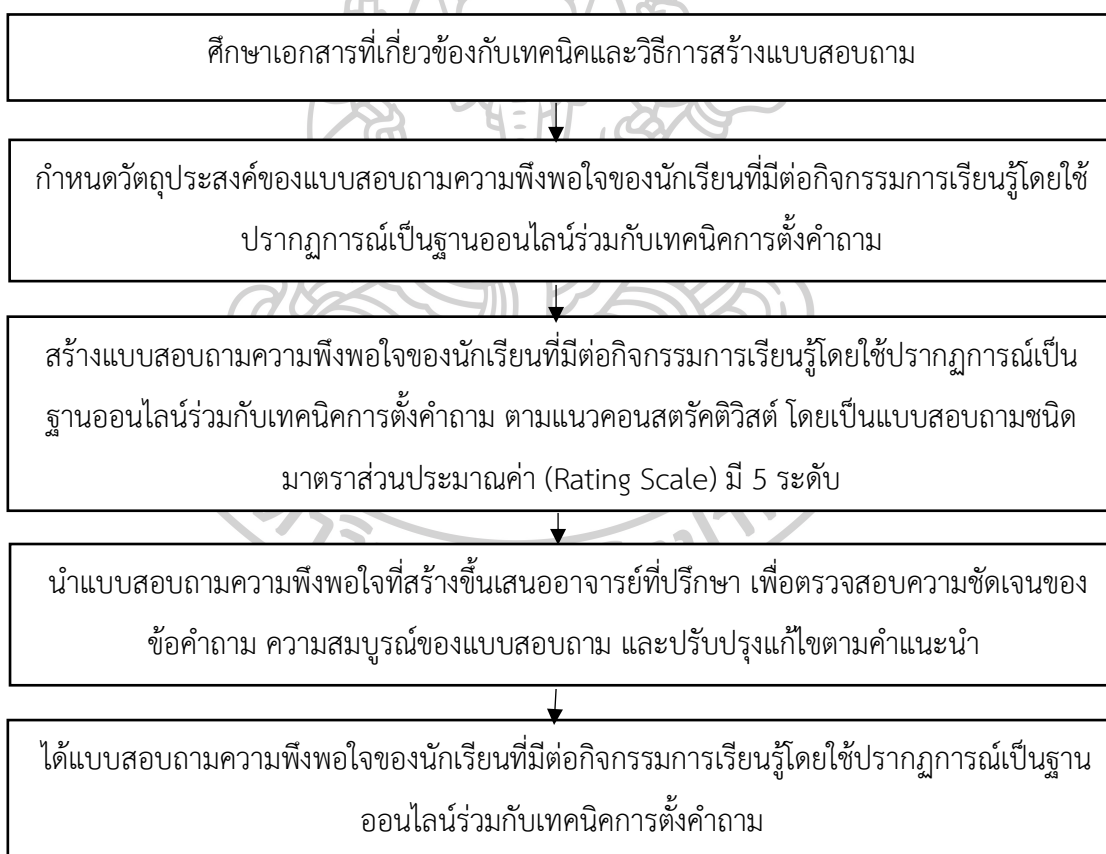 ศึกษาเอกสารที่เกี่ยวข้องกับเทคนิคและวิธีการสร้างแบบสอบถาม
กำหนดวัตถุประสงค์ของแบบสอบถามความพึงพอใจของนักเรียนที่มีต่อกิจกรรมการเรียนรู้โดยใช้
ปรากฏการณ์เป็นฐานออนไลน์ร่วมกับเทคนิคการตั้งคำถาม
สร้างแบบสอบถามความพึงพอใจของนักเรียนที่มีต่อกิจกรรมการเรียนรู้โดยใช้ปรากฏการณ์เป็น
ฐานออนไลน์ร่วมกับเทคนิคการตั้งคำถาม ตามแนวคอนสตรัคติวิสต์ โดยเป็นแบบสอบถามชนิด
มาตราส่วนประมาณค่า (Rating Scale) มี 5 ระดับ
นำแบบสอบถามความพึงพอใจที่สร้างขึ้นเสนออาจารย์ที่ปรึกษา เพื่อตรวจสอบความชัดเจนของ
ข้อคำถาม ความสมบูรณ์ของแบบสอบถาม และปรับปรุงแก้ไขตามคำแนะนำ
ได้แบบสอบถามความพึงพอใจของนักเรียนที่มีต่อกิจกรรมการเรียนรู้โดยใช้ปรากฏการณ์เป็นฐาน
ออนไลน์ร่วมกับเทคนิคการตั้งคำถาม